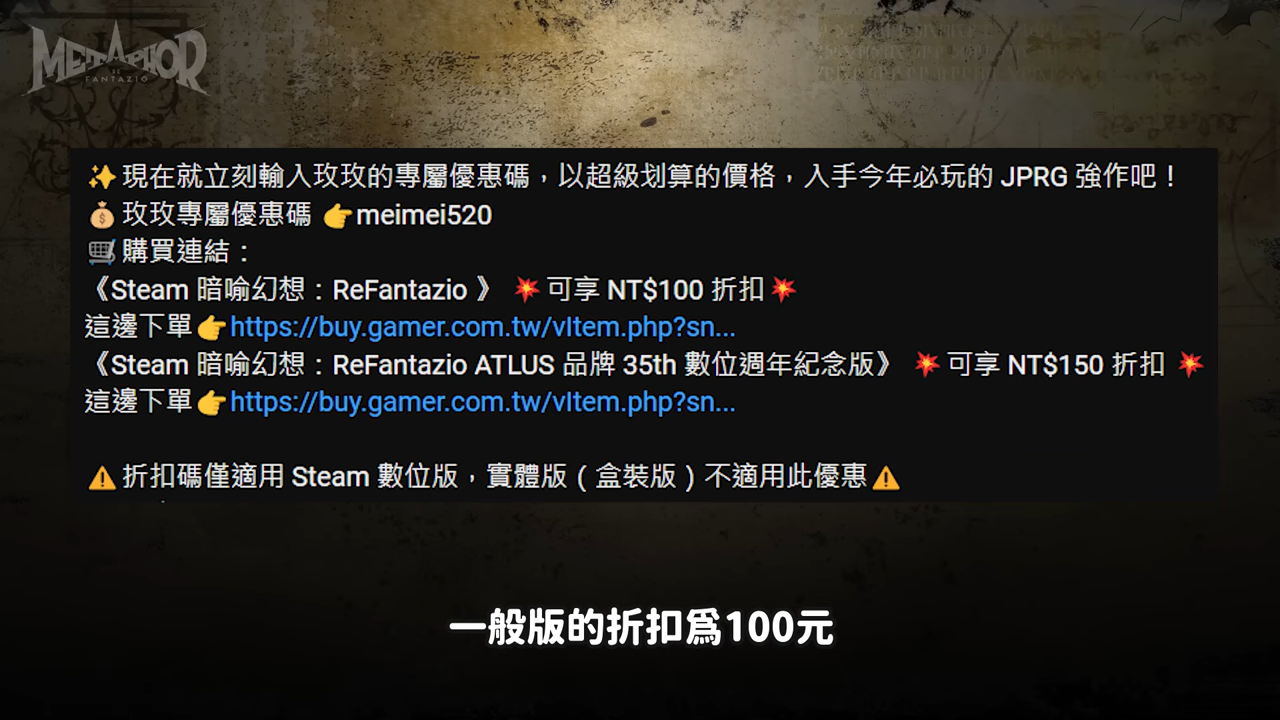 METAPHOR
RE
FANTAZIO
✨現在就立刻輸入玫玫的專屬優惠碼，以超級划算的價格，入手今年必玩的 JPRG 強作吧！
💰玫玫專屬優惠碼 👉meimei520
🛒購買連結：
《Steam 暗喻幻想：ReFantazio 》 💥可享 NT$100 折扣💥
這邊下單👉https://buy.gamer.com.tw/vItem.php?sn...
《Steam 暗喻幻想：ReFantazio ATLUS 品牌 35th 數位週年紀念版》 💥可享 NT$150 折扣 💥
這邊下單👉https://buy.gamer.com.tw/vItem.php?sn...
⚠️折扣碼僅適用 Steam 數位版，實體版（盒裝版）不適用此優惠⚠️
一般版的折扣爲100元